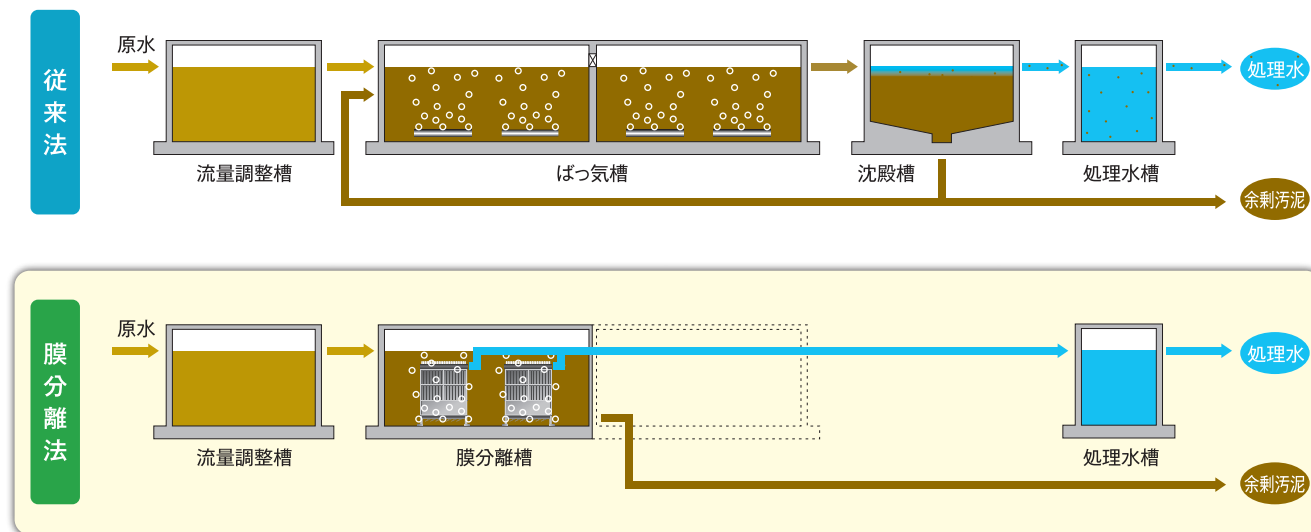 従来法
原水
流量調整槽
ばっ気槽
沈殿槽
処理水槽
処理水
余剰汚泥
膜分離法
原水
流量調整槽
膜分離槽
処理水槽
処理水
余剰汚泥